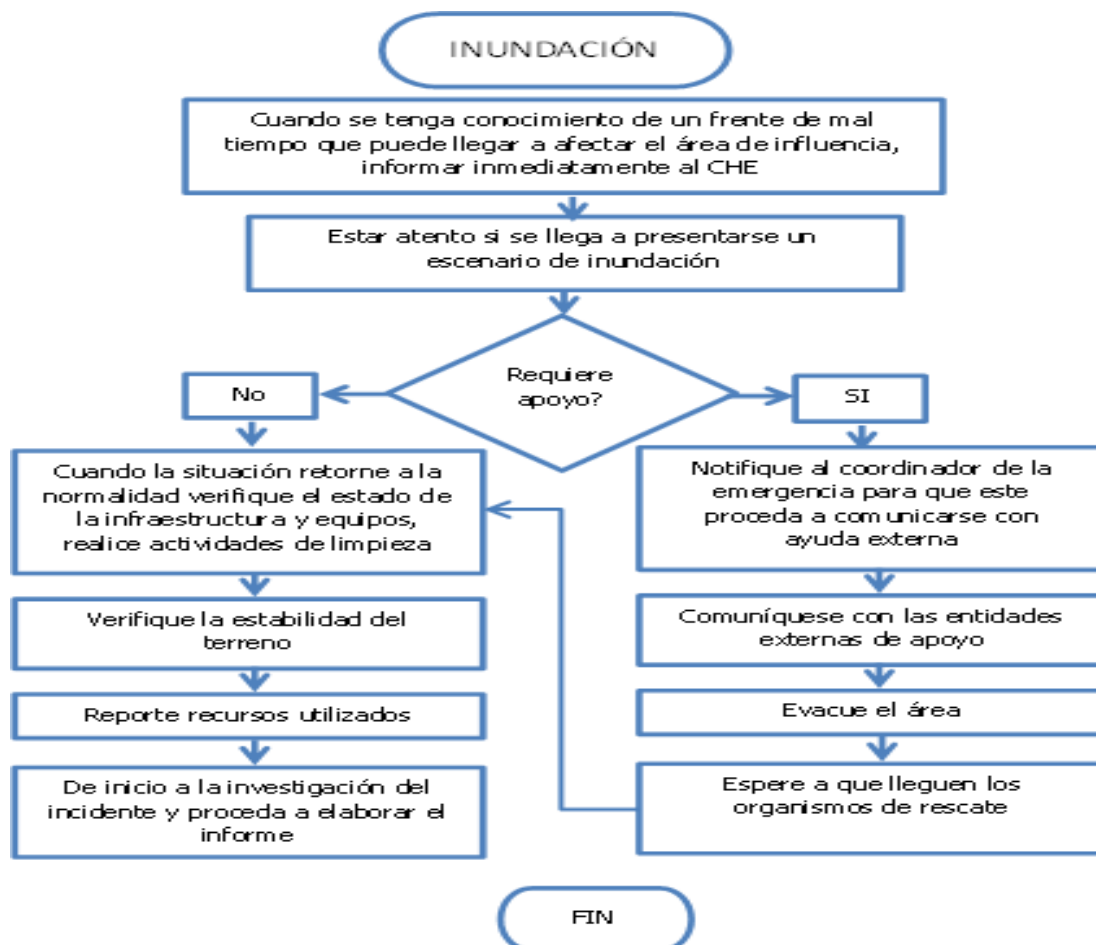 INUNDACIÓN
Cuando se tenga conocimiento de un frente de mal
tiempo que puede llegar a afectar el área de influencia,
informar inmediatamente al CHE
Estar atento si se llega a presentarse un
escenario de inundación
Requiere
apoyo?
No
SI
Cuando la situación retorne a la
normalidad verifique el estado de
la infraestructura y equipos,
realice actividades de limpieza
Verifique la estabilidad del
terreno
Reporte recursos utilizados
De inicio a la investigación del
incidente y proceda a elaborar el
informe
Notifique al coordinador de la
emergencia para que este
proceda a comunicarse con
ayuda externa
Comuníquese con las entidades
externas de apoyo
Evacue el área
Espere a que lleguen los
organismos de rescate
FIN